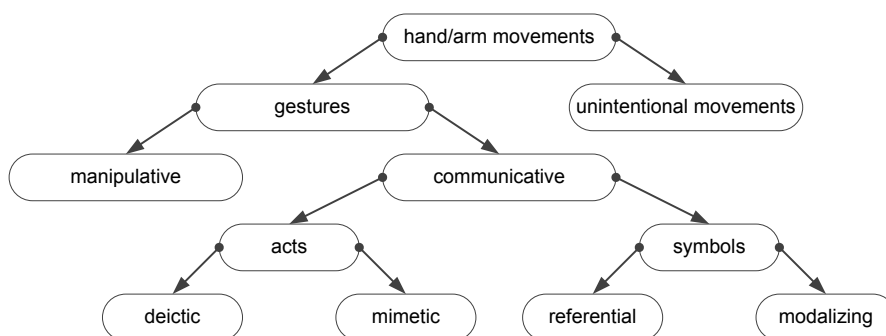 hand/arm movements
gestures
unintentional movements
manipulative
communicative
acts
symbols
deictic
mimetic
referential
modalizing